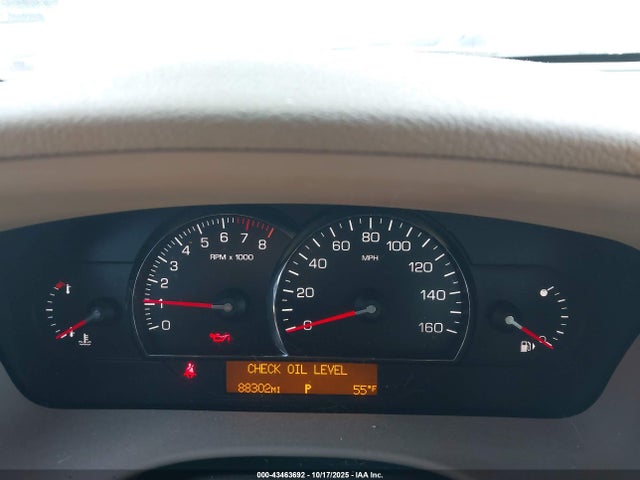 0 1 2 3 4 5 6 7 8
RPM x 1000
0 20 40 60 80 100 120 140 160
MPH
CHECK OIL LEVEL
88302MI P 55°F
000-43463692 - 10/17/2025 - IAA Inc.